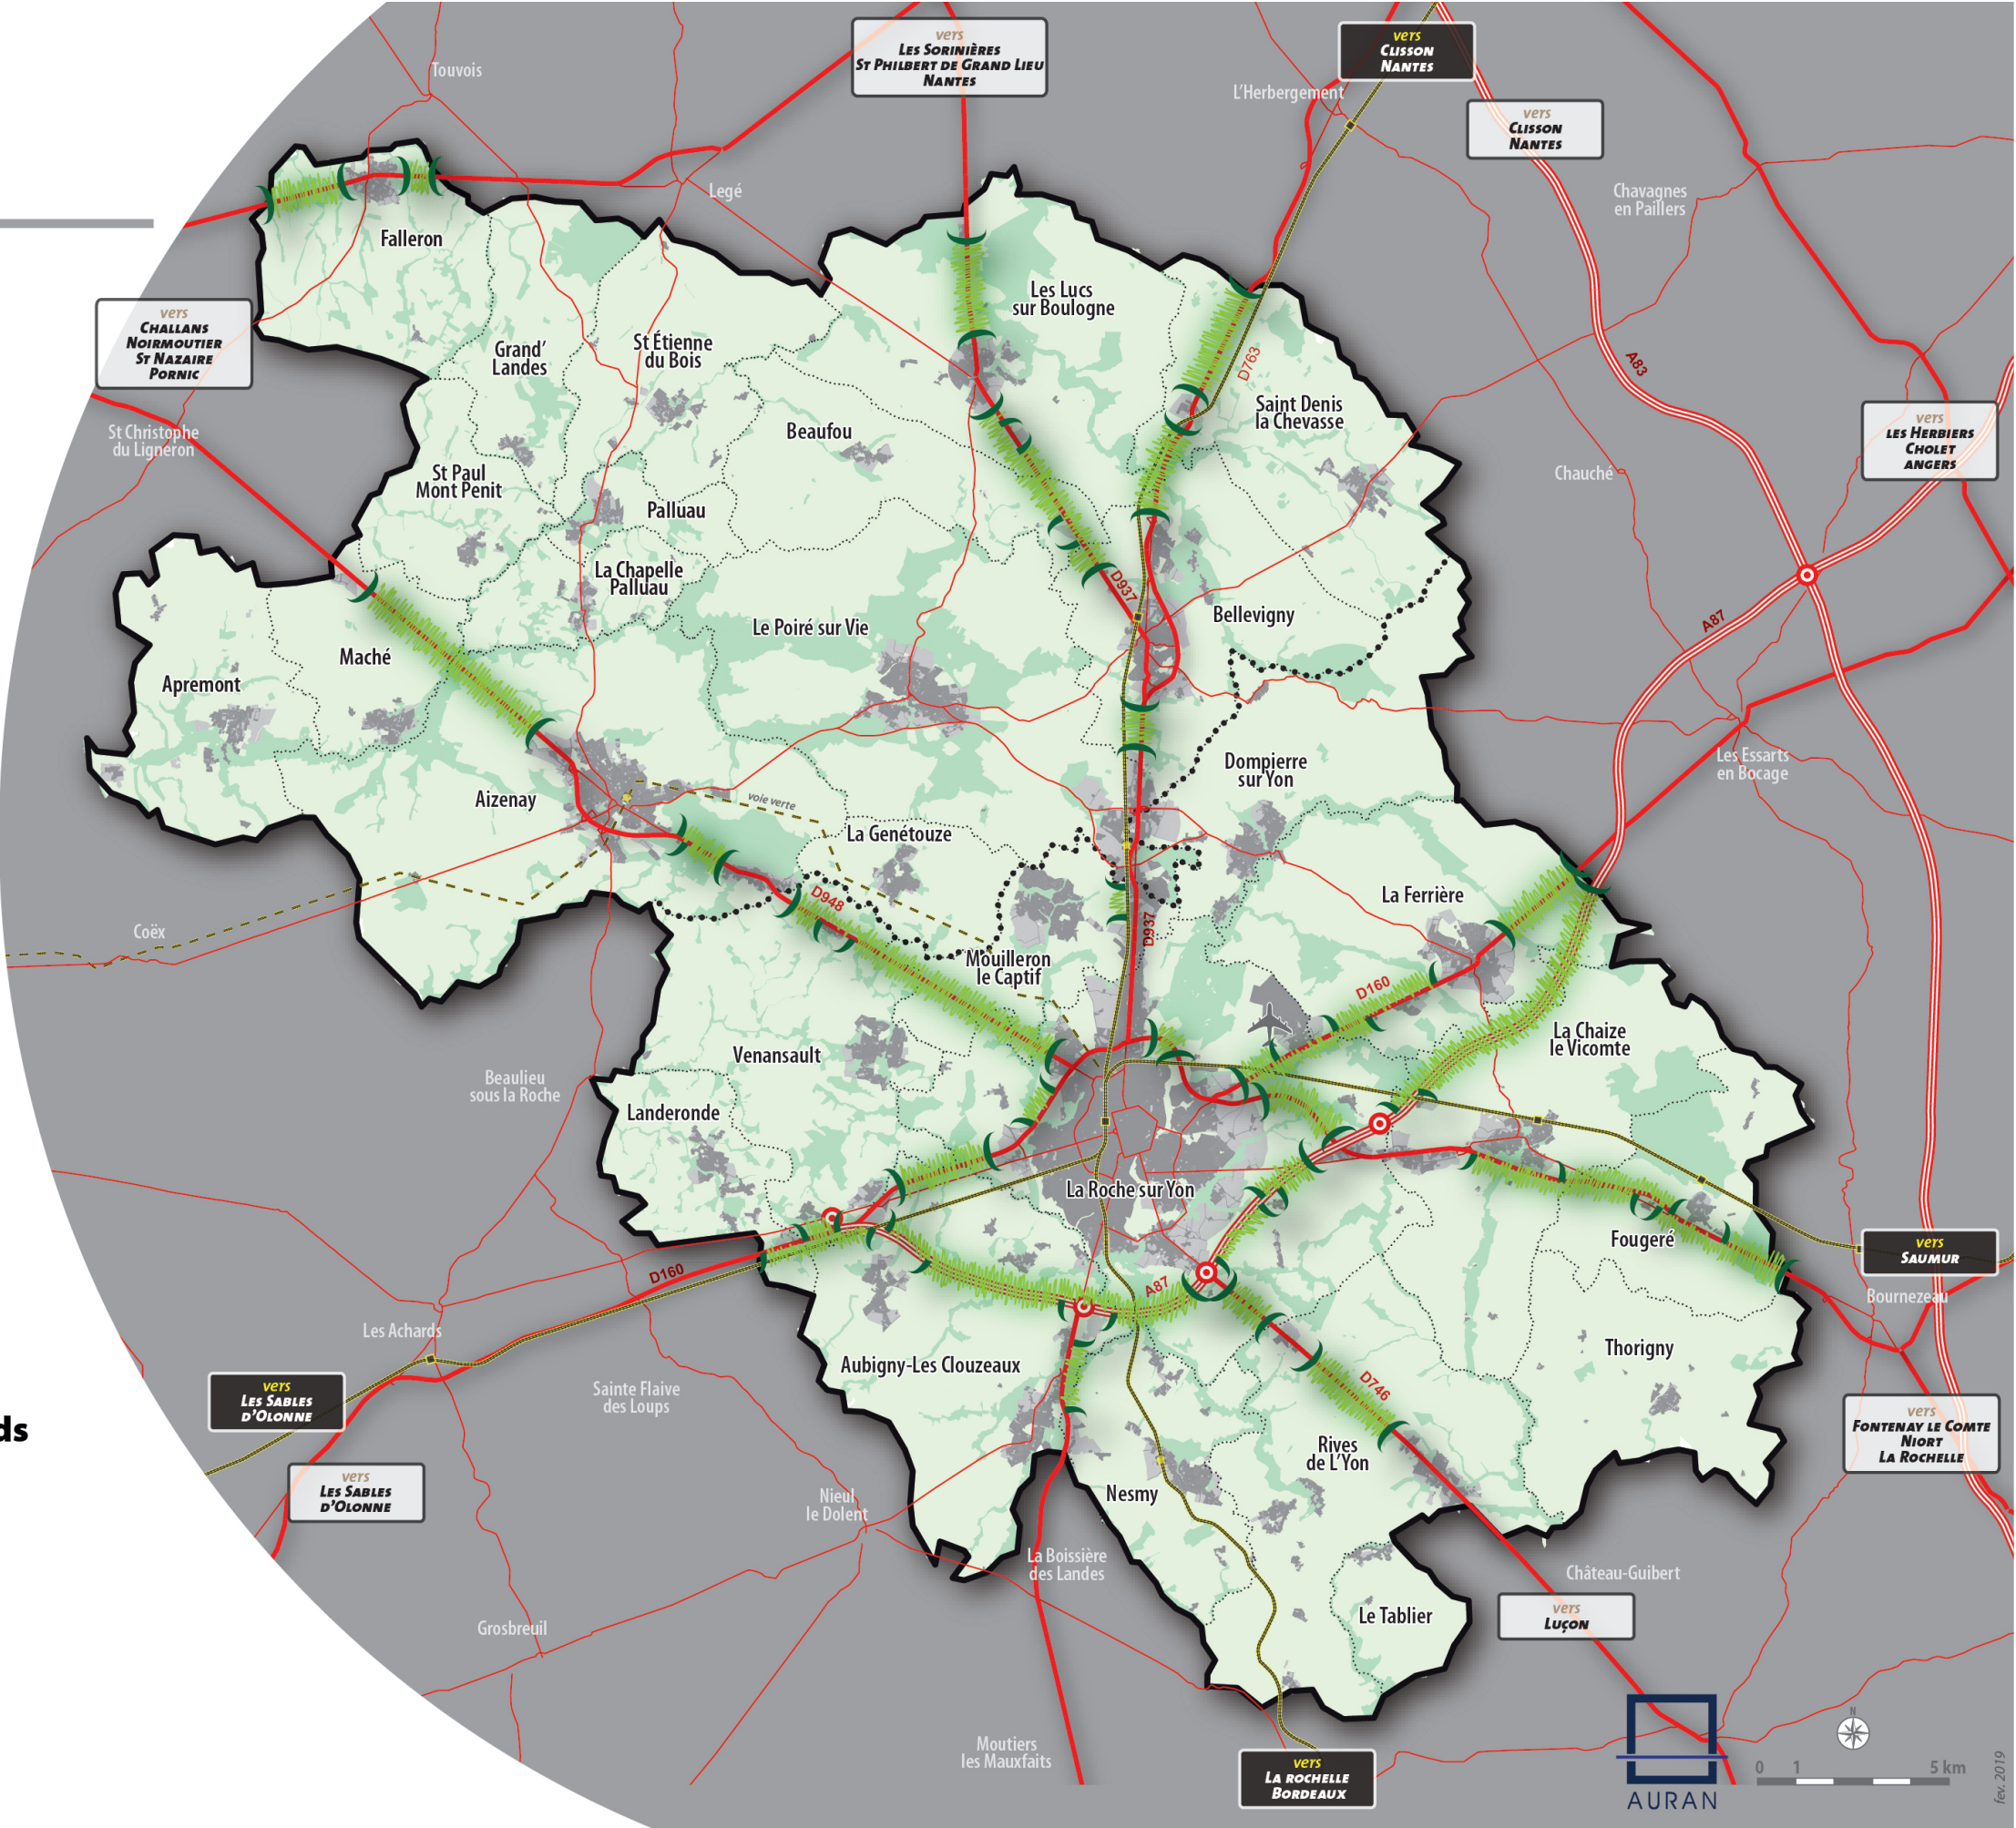 Touvois
vers
Les Sorinières
St Philbert de Grand Lieu
Nantes
vers
Clisson
Nantes
L'Herbergement
vers
Clisson
Nantes
Legé
Chavagnes
en Paillers
Falleron
Les Lucs
sur Boulogne
vers
Challans
Noirmoutier
St Nazaire
Pornic
Grand'
Landes
St Étienne
du Bois
D763
A83
Saint Denis
la Chevasse
vers
les Herbiers
Cholet
angers
St Christophe
du Ligneron
Beaufou
Chauché
St Paul
Mont Penit
Palluau
La Chapelle
Palluau
D937
Bellevigny
A87
Le Poiré sur Vie
Maché
Apremont
Les Essarts
en Bocage
Dompierre
sur Yon
Aizenay
voie verte
La Genétouze
D948
La Ferrière
Coëx
D937
Mouilleron
le Captif
D160
La Chaize
le Vicomte
Venansault
Beaulieu
sous la Roche
Landeronde
La Roche sur Yon
Fougeré
vers
Saumur
D160
A87
Bournezeau
Les Achards
Thorigny
Aubigny-Les Clouzeaux
D746
Sainte Flaive
des Loups
vers
Les Sables
d'Olonne
ds
vers
Fontenay le Comte
Niort
La Rochelle
Rives
de L'Yon
vers
Les Sables
d'Olonne
Nesmy
Nieul
le Dolent
La Boissière
des Landes
Château-Guibert
Le Tablier
vers
Luçon
Grosbreuil
Moutiers
les Mauxfaits
vers
La rochelle
Bordeaux
N
0 1 5 km
AURAN
fev. 2019